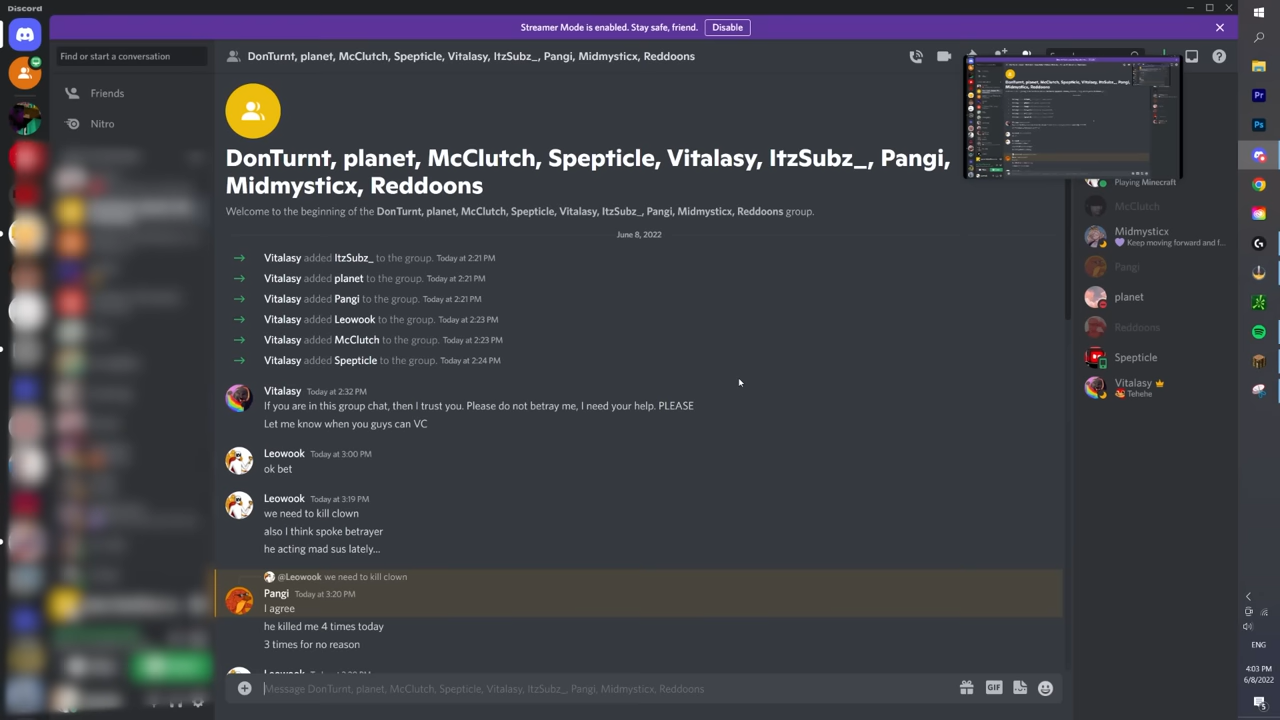 Discord
Streamer Mode is enabled. Stay safe, friend.
Disable
Find or start a conversation
DonTurnt, planet, McClutch, Spepticle, Vitalasy, ItzSubz_, Pangi, Midmysticx, Reddoons
Friends
Nitro
DonTurnt, planet, McClutch, Spepticle, Vitalasy, ItzSubz_, Pangi,
Midmysticx, Reddoons
Welcome to the beginning of the DonTurnt, planet, McClutch, Spepticle, Vitalasy, ItzSubz_, Pangi, Midmysticx, Reddoons group.
June 8, 2022
Vitalasy added ItzSubz_ to the group. Today at 2:21 PM
Vitalasy added planet to the group. Today at 2:21 PM
Vitalasy added Pangi to the group. Today at 2:21 PM
Vitalasy added Leowook to the group. Today at 2:23 PM
Vitalasy added McClutch to the group. Today at 2:23 PM
Vitalasy added Spepticle to the group. Today at 2:24 PM
Vitalasy Today at 2:32 PM
If you are in this group chat, then I trust you. Please do not betray me, I need your help. PLEASE
Let me know when you guys can VC
Leowook Today at 3:00 PM
ok bet
Leowook Today at 3:19 PM
we need to kill clown
also I think spoke betrayer
he acting mad sus lately...
@Leowook we need to kill clown
Pangi Today at 3:20 PM
I agree
he killed me 4 times today
3 times for no reason
Message DonTurnt, planet, McClutch, Spepticle, Vitalasy, ItzSubz_, Pangi, Midmysticx, Reddoons
GIF
Playing Minecraft
McClutch
Midmysticx
Keep moving forward and f...
Pangi
planet
Reddoons
Spepticle
Vitalasy
Tehehe
Pr
Ps
ENG
4:03 PM
6/8/2022